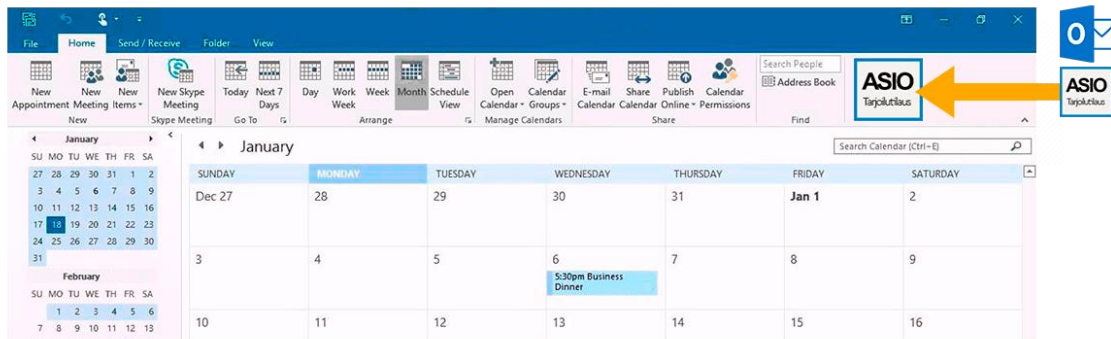 File Home Send / Receive Folder View
New Appointment
New Meeting
New Items
New
New Skype Meeting
Skype Meeting
Today
Next 7 Days
Go To
Day
Work Week
Week
Month
Schedule View
Arrange
Open Calendar
Calendar Groups
Manage Calendars
E-mail Calendar
Share Calendar
Publish Online
Calendar Permissions
Share
Search People
Address Book
Find
ASIO
Tarjoilutilaus
O
ASIO
Tarjoilutilaus
January
SU MO TU WE TH FR SA
27 28 29 30 31 1 2
3 4 5 6 7 8 9
10 11 12 13 14 15 16
17 18 19 20 21 22 23
24 25 26 27 28 29 30
31
February
SU MO TU WE TH FR SA
1 2 3 4 5 6
7 8 9 10 11 12 13
January
Search Calendar (Ctrl+E)
SUNDAY MONDAY TUESDAY WEDNESDAY THURSDAY FRIDAY SATURDAY
Dec 27 28 29 30 31 Jan 1 2
3 4 5 6 7 8 9
5:30pm Business
Dinner
10 11 12 13 14 15 16